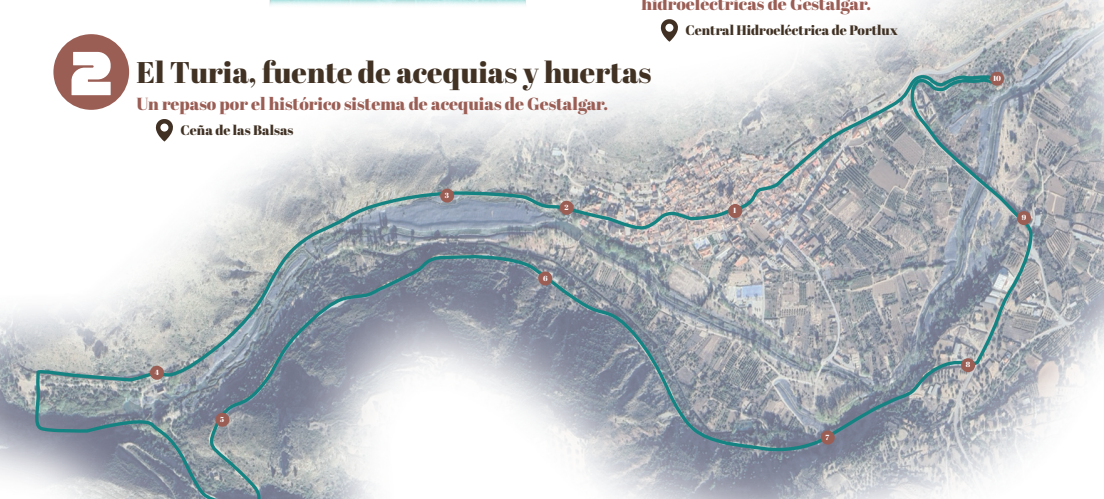 hidroeléctricas de Gestalgar.
Central Hidroeléctrica de Portlux
2
El Turia, fuente de acequias y huertas
Un repaso por el histórico sistema de acequias de Gestalgar.
Ceña de las Balsas
10
3
2
1
9
6
4
8
5
7